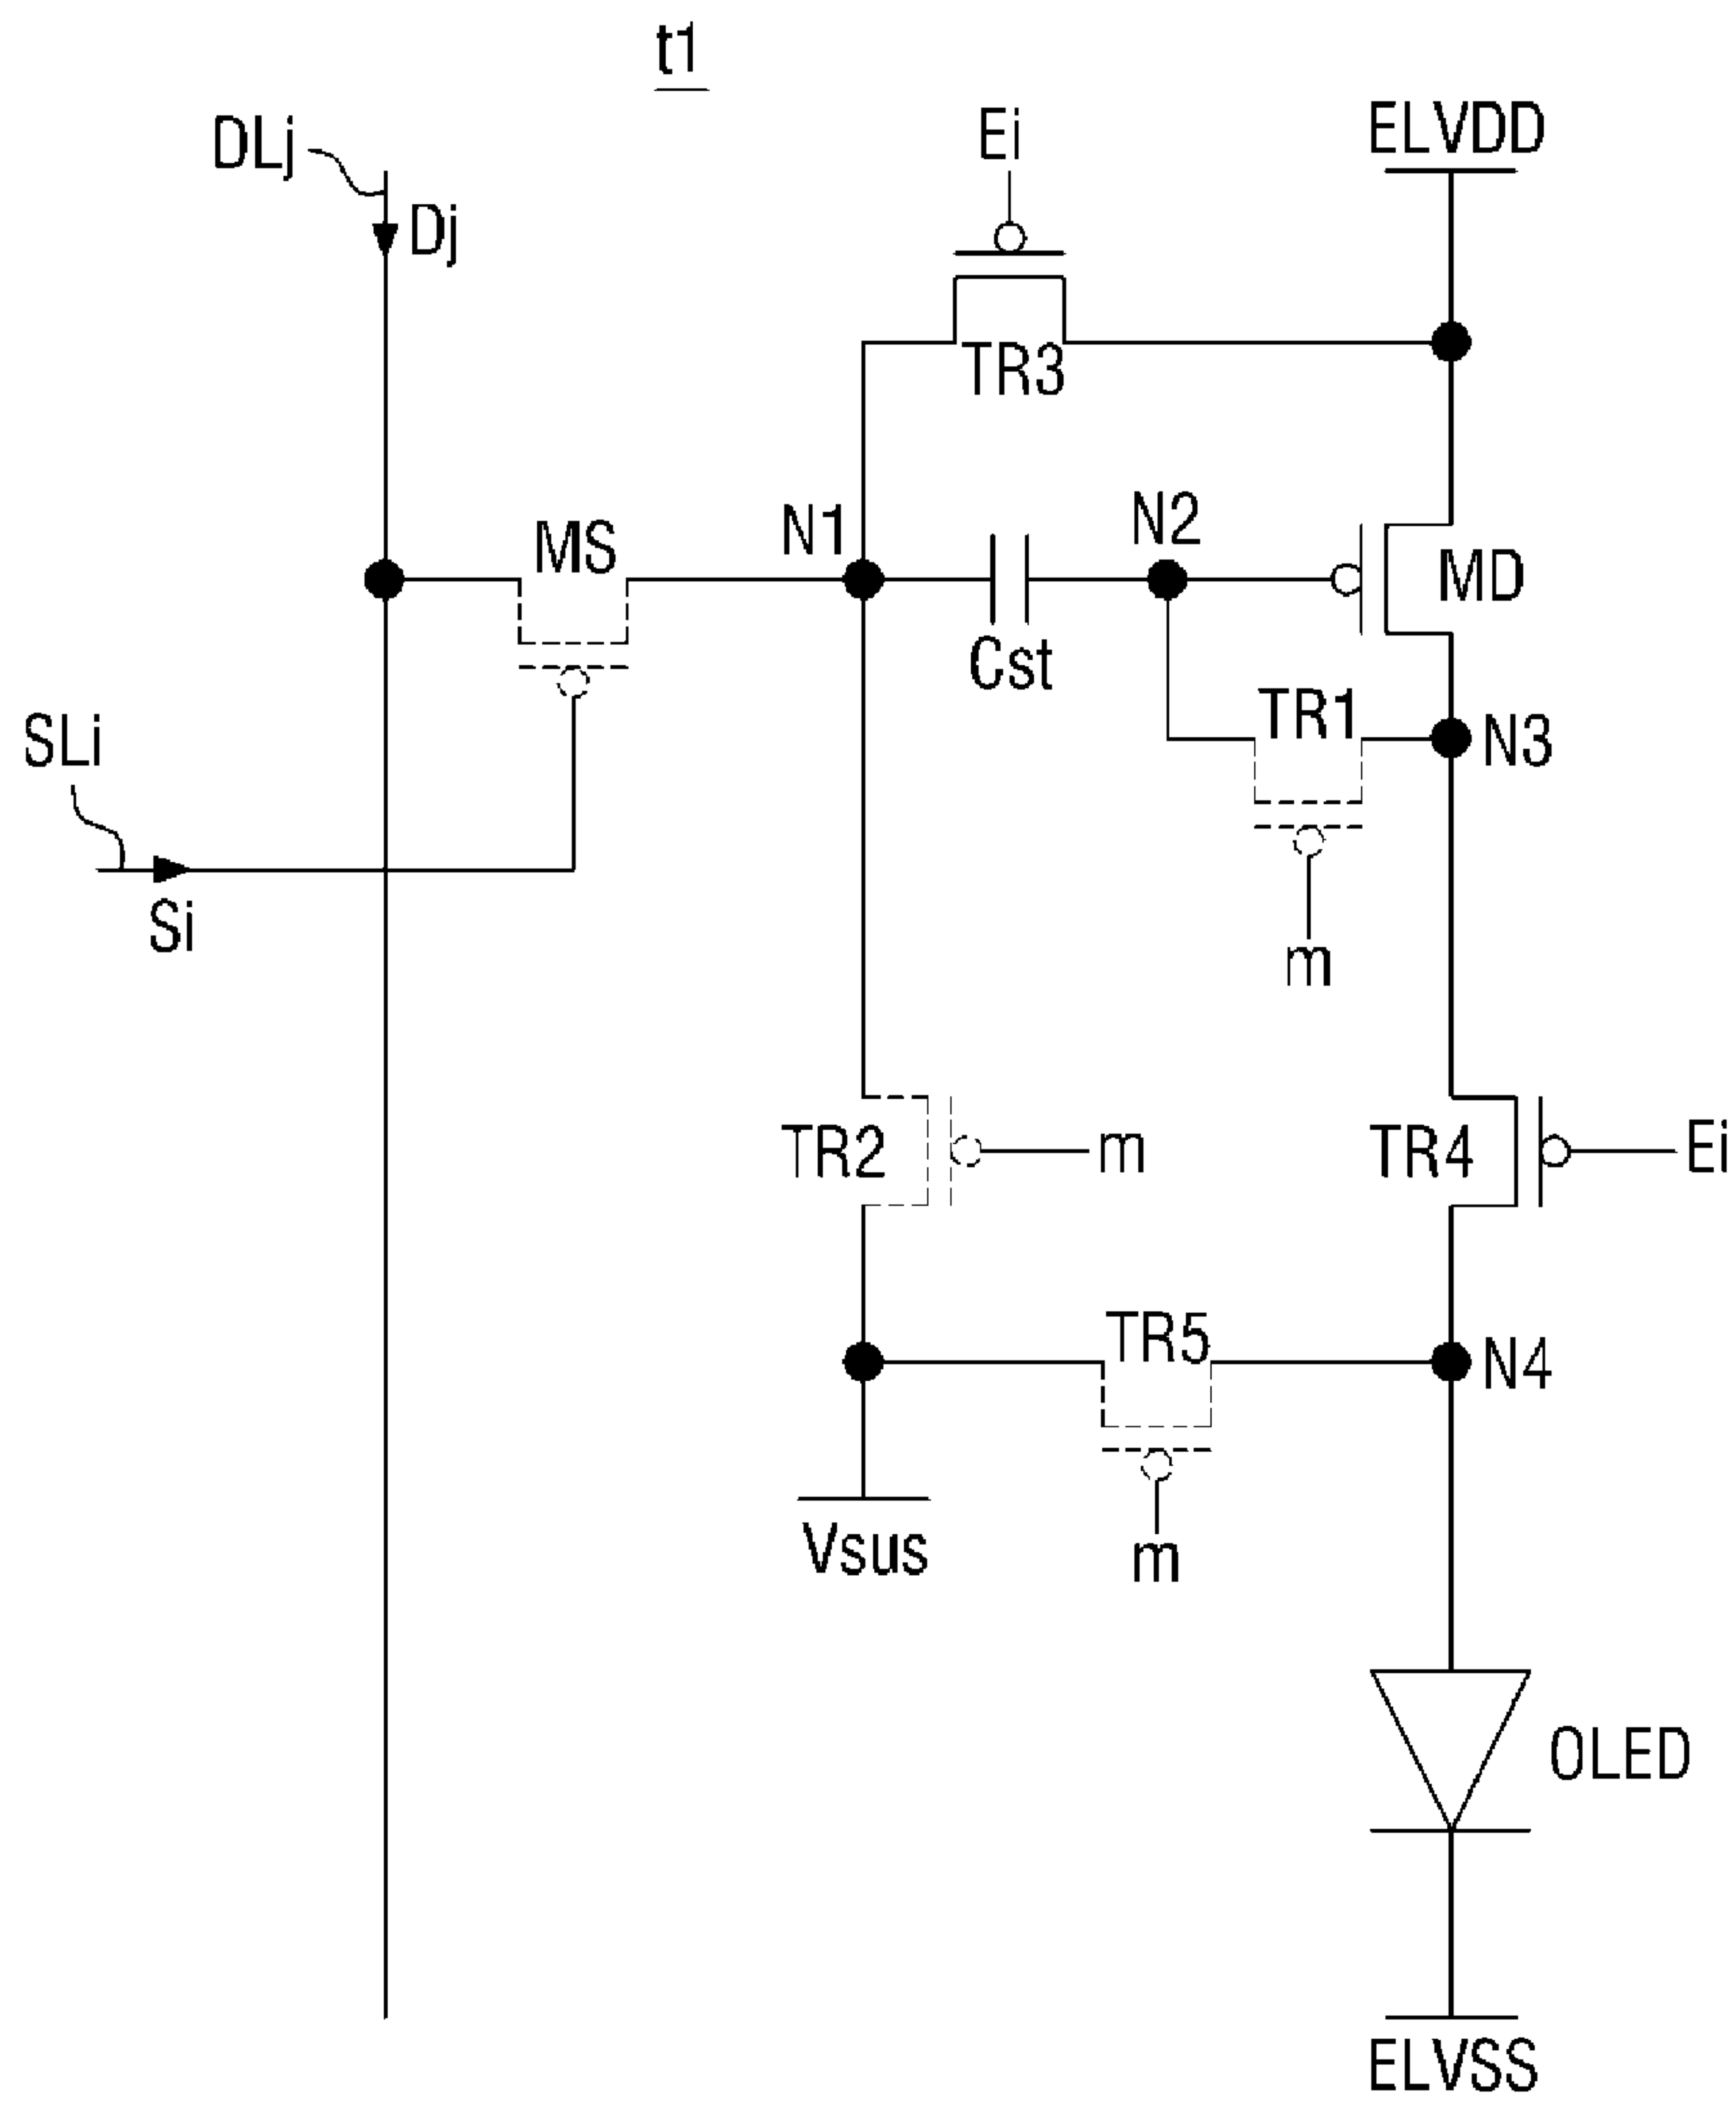 t1
DLj
Dj
Ei
ELVDD
TR3
MS
N1
N2
MD
Cst
TR1
N3
SLi
Si
m
TR2
m
TR4
Ei
TR5
N4
Vsus
m
OLED
ELVSS